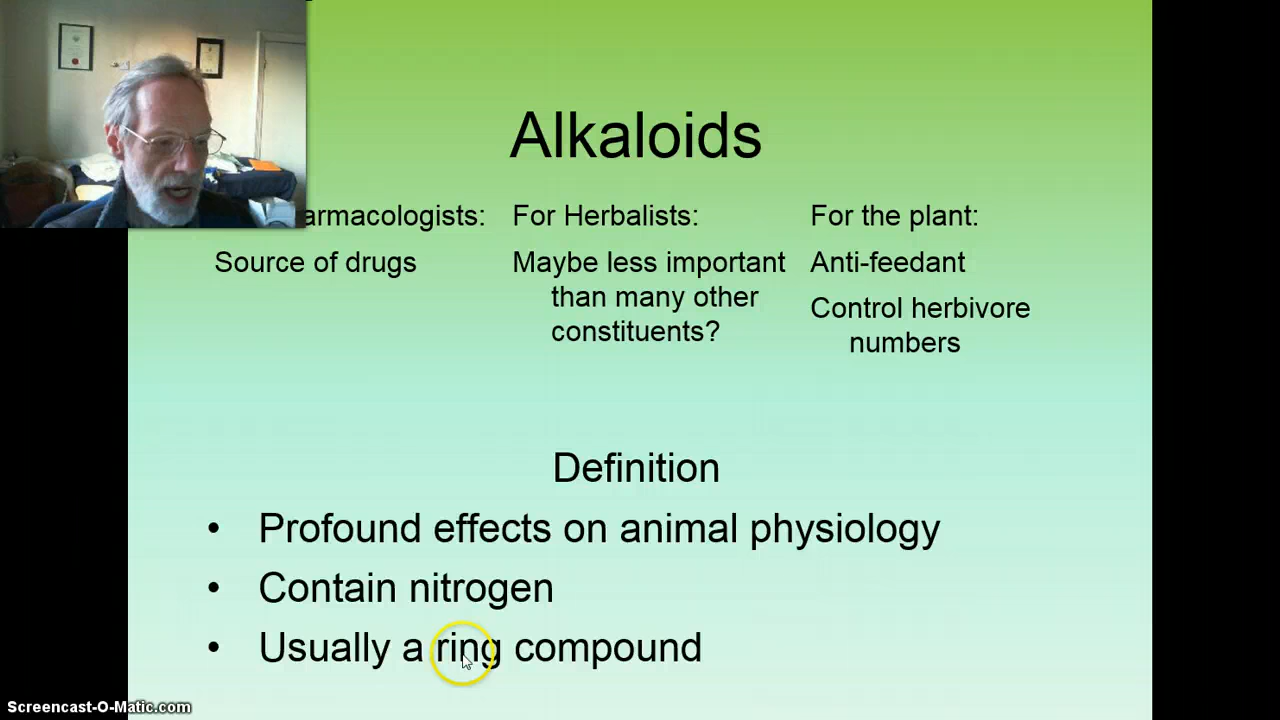 Alkaloids
armacologists:
Source of drugs
For Herbalists:
Maybe less important
than many other
constituents?
For the plant:
Anti-feedant
Control herbivore
numbers
Definition
• Profound effects on animal physiology
• Contain nitrogen
• Usually a ring compound
Screencast-O-Matic.com